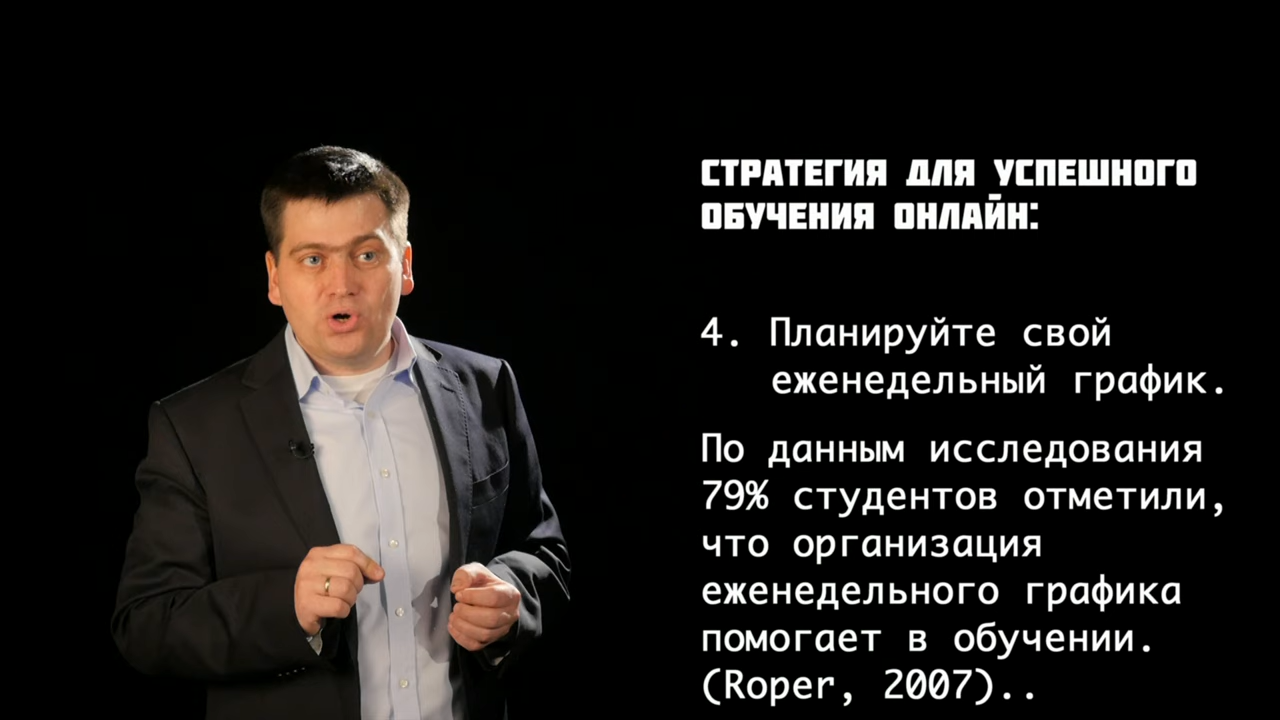 СТРАТЕГИЯ ДЛЯ УСПЕШНОГО
ОБУЧЕНИЯ ОНЛАЙН:
4. Планируйте свой
еженедельный график.
По данным исследования
79% студентов отметили,
что организация
еженедельного графика
помогает в обучении.
(Roper, 2007)..